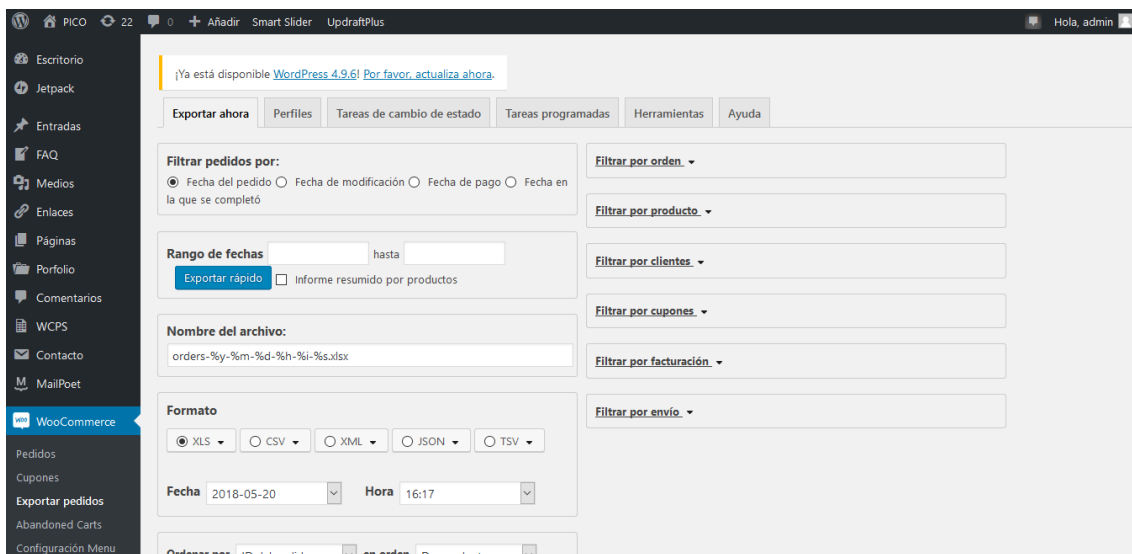 PICO 22 0 Añadir Smart Slider UpdraftPlus Hola, admin
Escritorio
Jetpack
Entradas
FAQ
Medios
Enlaces
Páginas
Porfolio
Comentarios
WCPS
Contacto
MailPoet
WooCommerce
Pedidos
Cupones
Exportar pedidos
Abandoned Carts
Configuración Menu
¡Ya está disponible WordPress 4.9.6! Por favor, actualiza ahora.
Exportar ahora Perfiles Tareas de cambio de estado Tareas programadas Herramientas Ayuda
Filtrar pedidos por:
Fecha del pedido Fecha de modificación Fecha de pago Fecha en
la que se completó
Rango de fechas hasta
Exportar rápido Informe resumido por productos
Nombre del archivo:
orders-%y-%m-%d-%h-%i-%s.xlsx
Formato
XLS CSV XML JSON TSV
Fecha 2018-05-20 Hora 16:17
Ordenar por en orden
Filtrar por orden
Filtrar por producto
Filtrar por clientes
Filtrar por cupones
Filtrar por facturación
Filtrar por envío